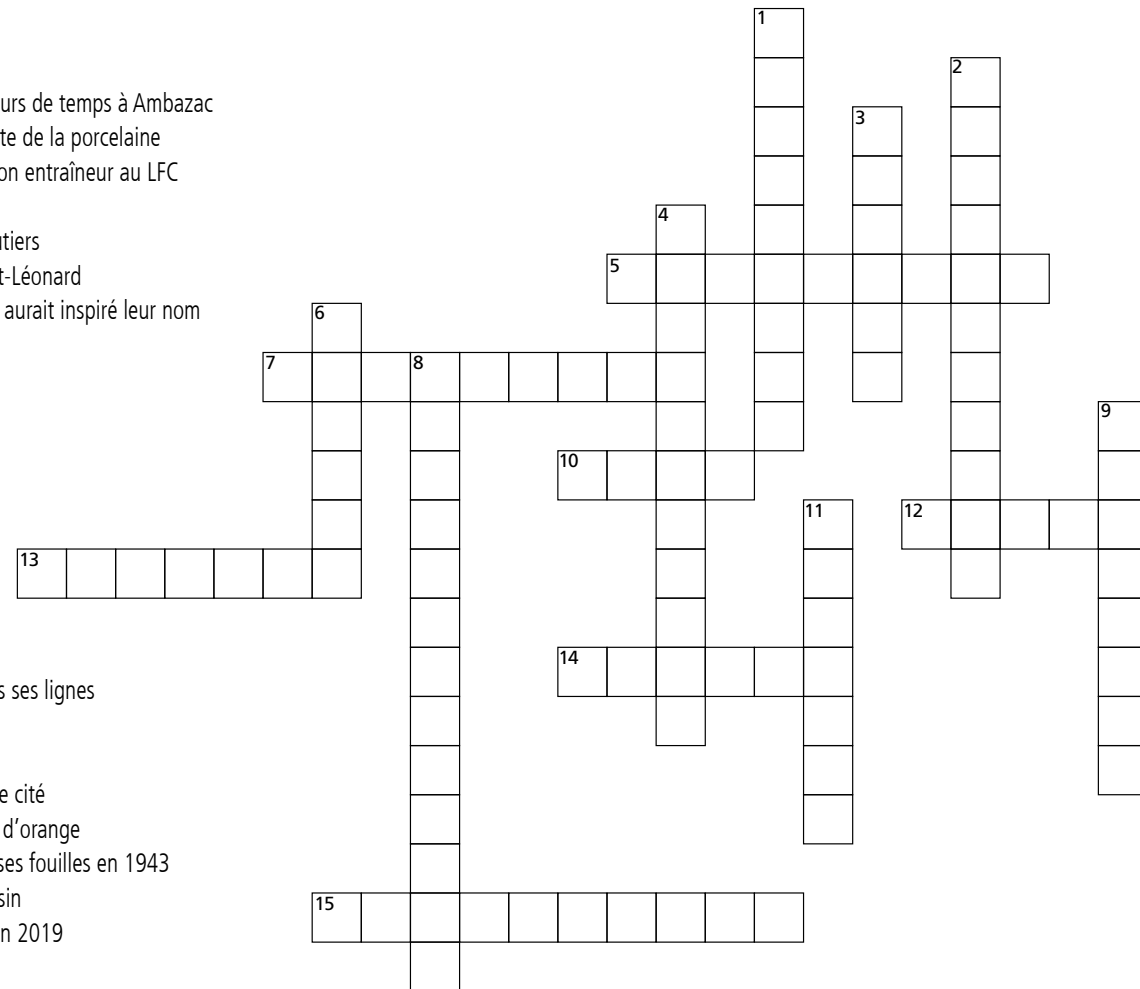 1
2
urs de temps à Ambazac
3
te de la porcelaine
on entraîneur au LFC
4
utiers
5
t-Léonard
aurait inspiré leur nom
6
7 8
9
10
11 12
13
14
s ses lignes
e cité
d’orange
ses fouilles en 1943
sin
15
n 2019